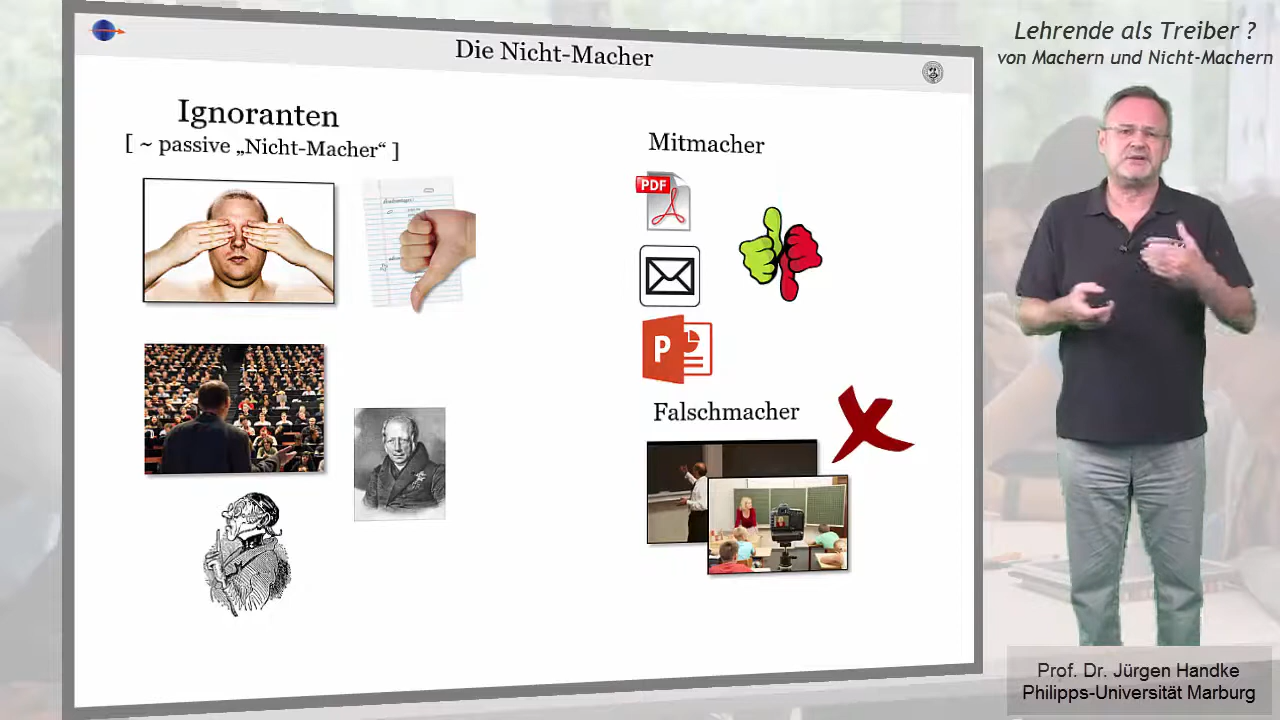 Lehrende als Treiber ?
von Machern und Nicht-Machern
Die Nicht-Macher
Ignoranten
[ ~ passive „Nicht-Macher“ ]
Mitmacher
PDF
P
Falschmacher
Prof. Dr. Jürgen Handke
Philipps-Universität Marburg